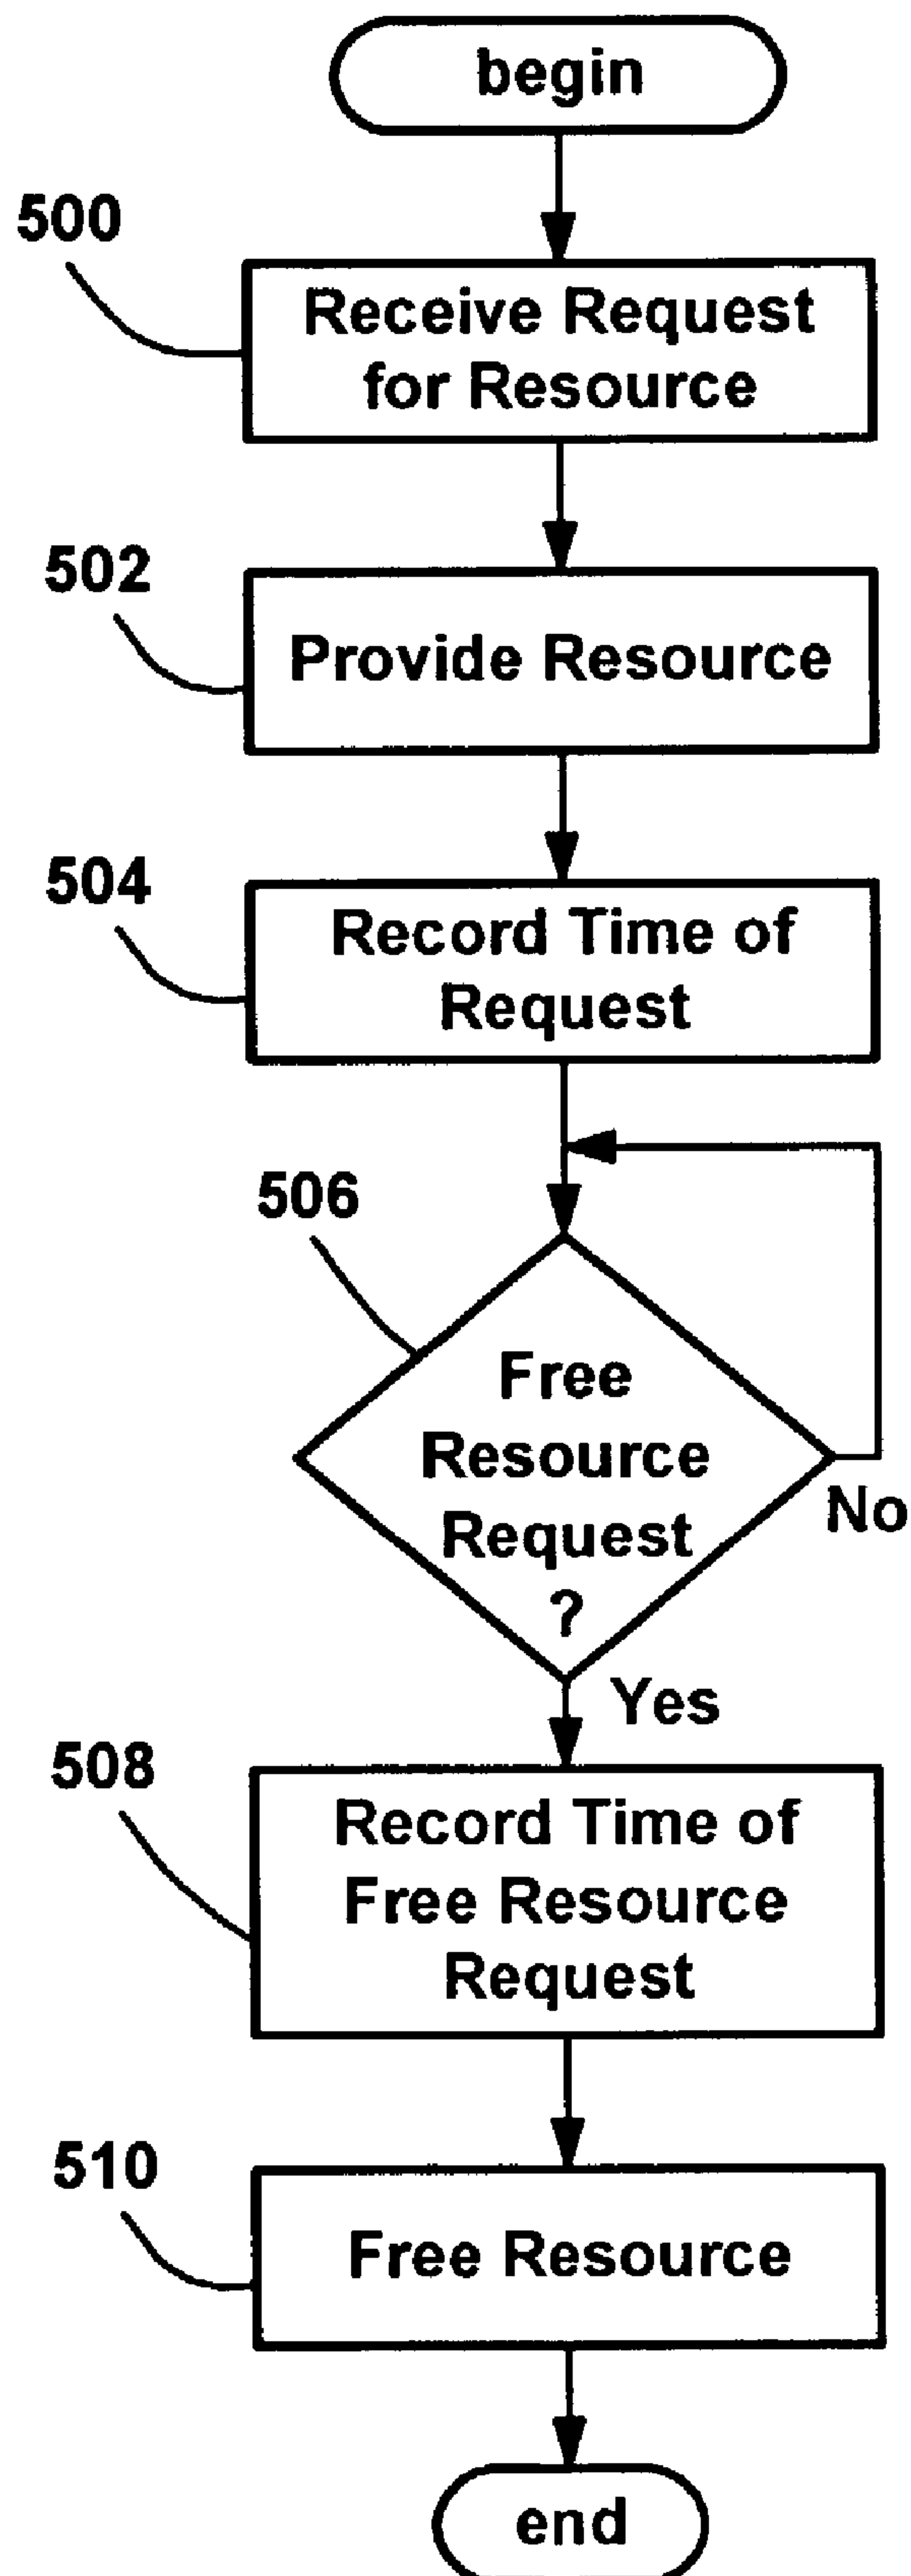 begin
500
Receive Request
for Resource
502
Provide Resource
504
Record Time of
Request
506
Free
Resource
Request
?
No
Yes
508
Record Time of
Free Resource
Request
510
Free Resource
end